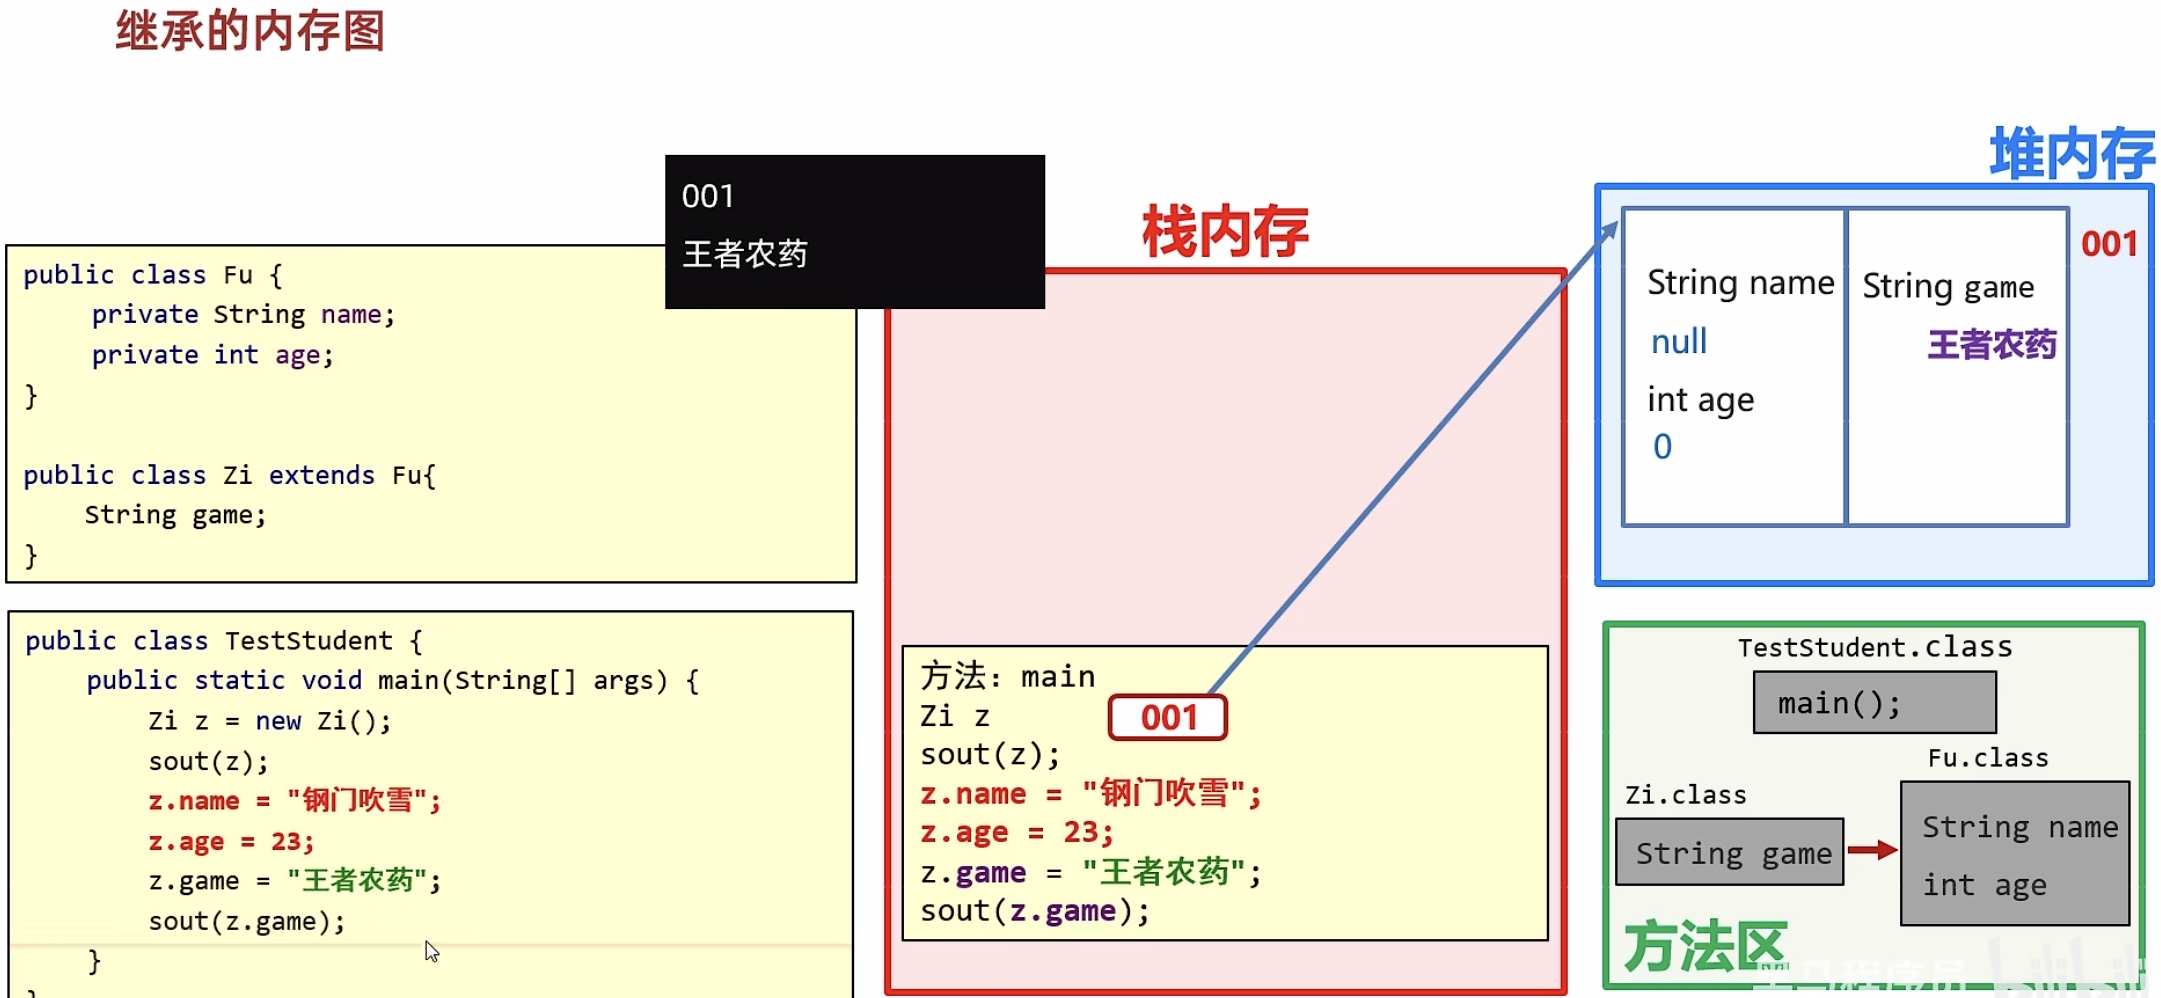 继承的内存图
001
王者农药
public class Fu {
private String name;
private int age;
}
public class Zi extends Fu{
String game;
}
public class TestStudent {
public static void main(String[] args) {
Zi z = new Zi();
sout(z);
z.name = "钢门吹雪";
z.age = 23;
z.game = "王者农药";
sout(z.game);
}
栈内存
方法：main
Zi z
001
sout(z);
z.name = "钢门吹雪";
z.age = 23;
z.game = "王者农药";
sout(z.game);
堆内存
001
String name
null
int age
0
String game
王者农药
TestStudent.class
main();
Fu.class
String name
int age
Zi.class
String game
方法区